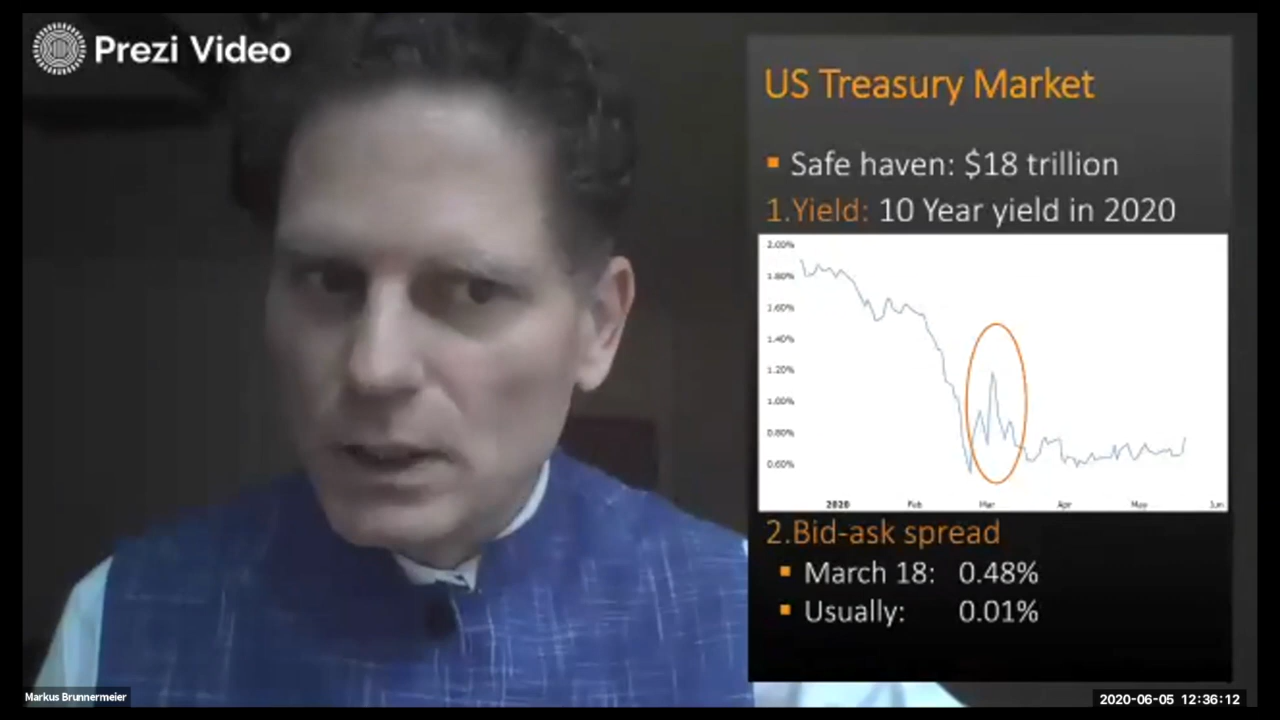 Prezi Video
US Treasury Market
▪ Safe haven: $18 trillion
1.Yield: 10 Year yield in 2020
2.00%
1.80%
1.60%
1.40%
1.20%
1.00%
0.80%
0.60%
2020 Feb Mar Apr May Jun
2.Bid-ask spread
▪ March 18: 0.48%
▪ Usually: 0.01%
Markus Brunnermeier
2020-06-05 12:36:12